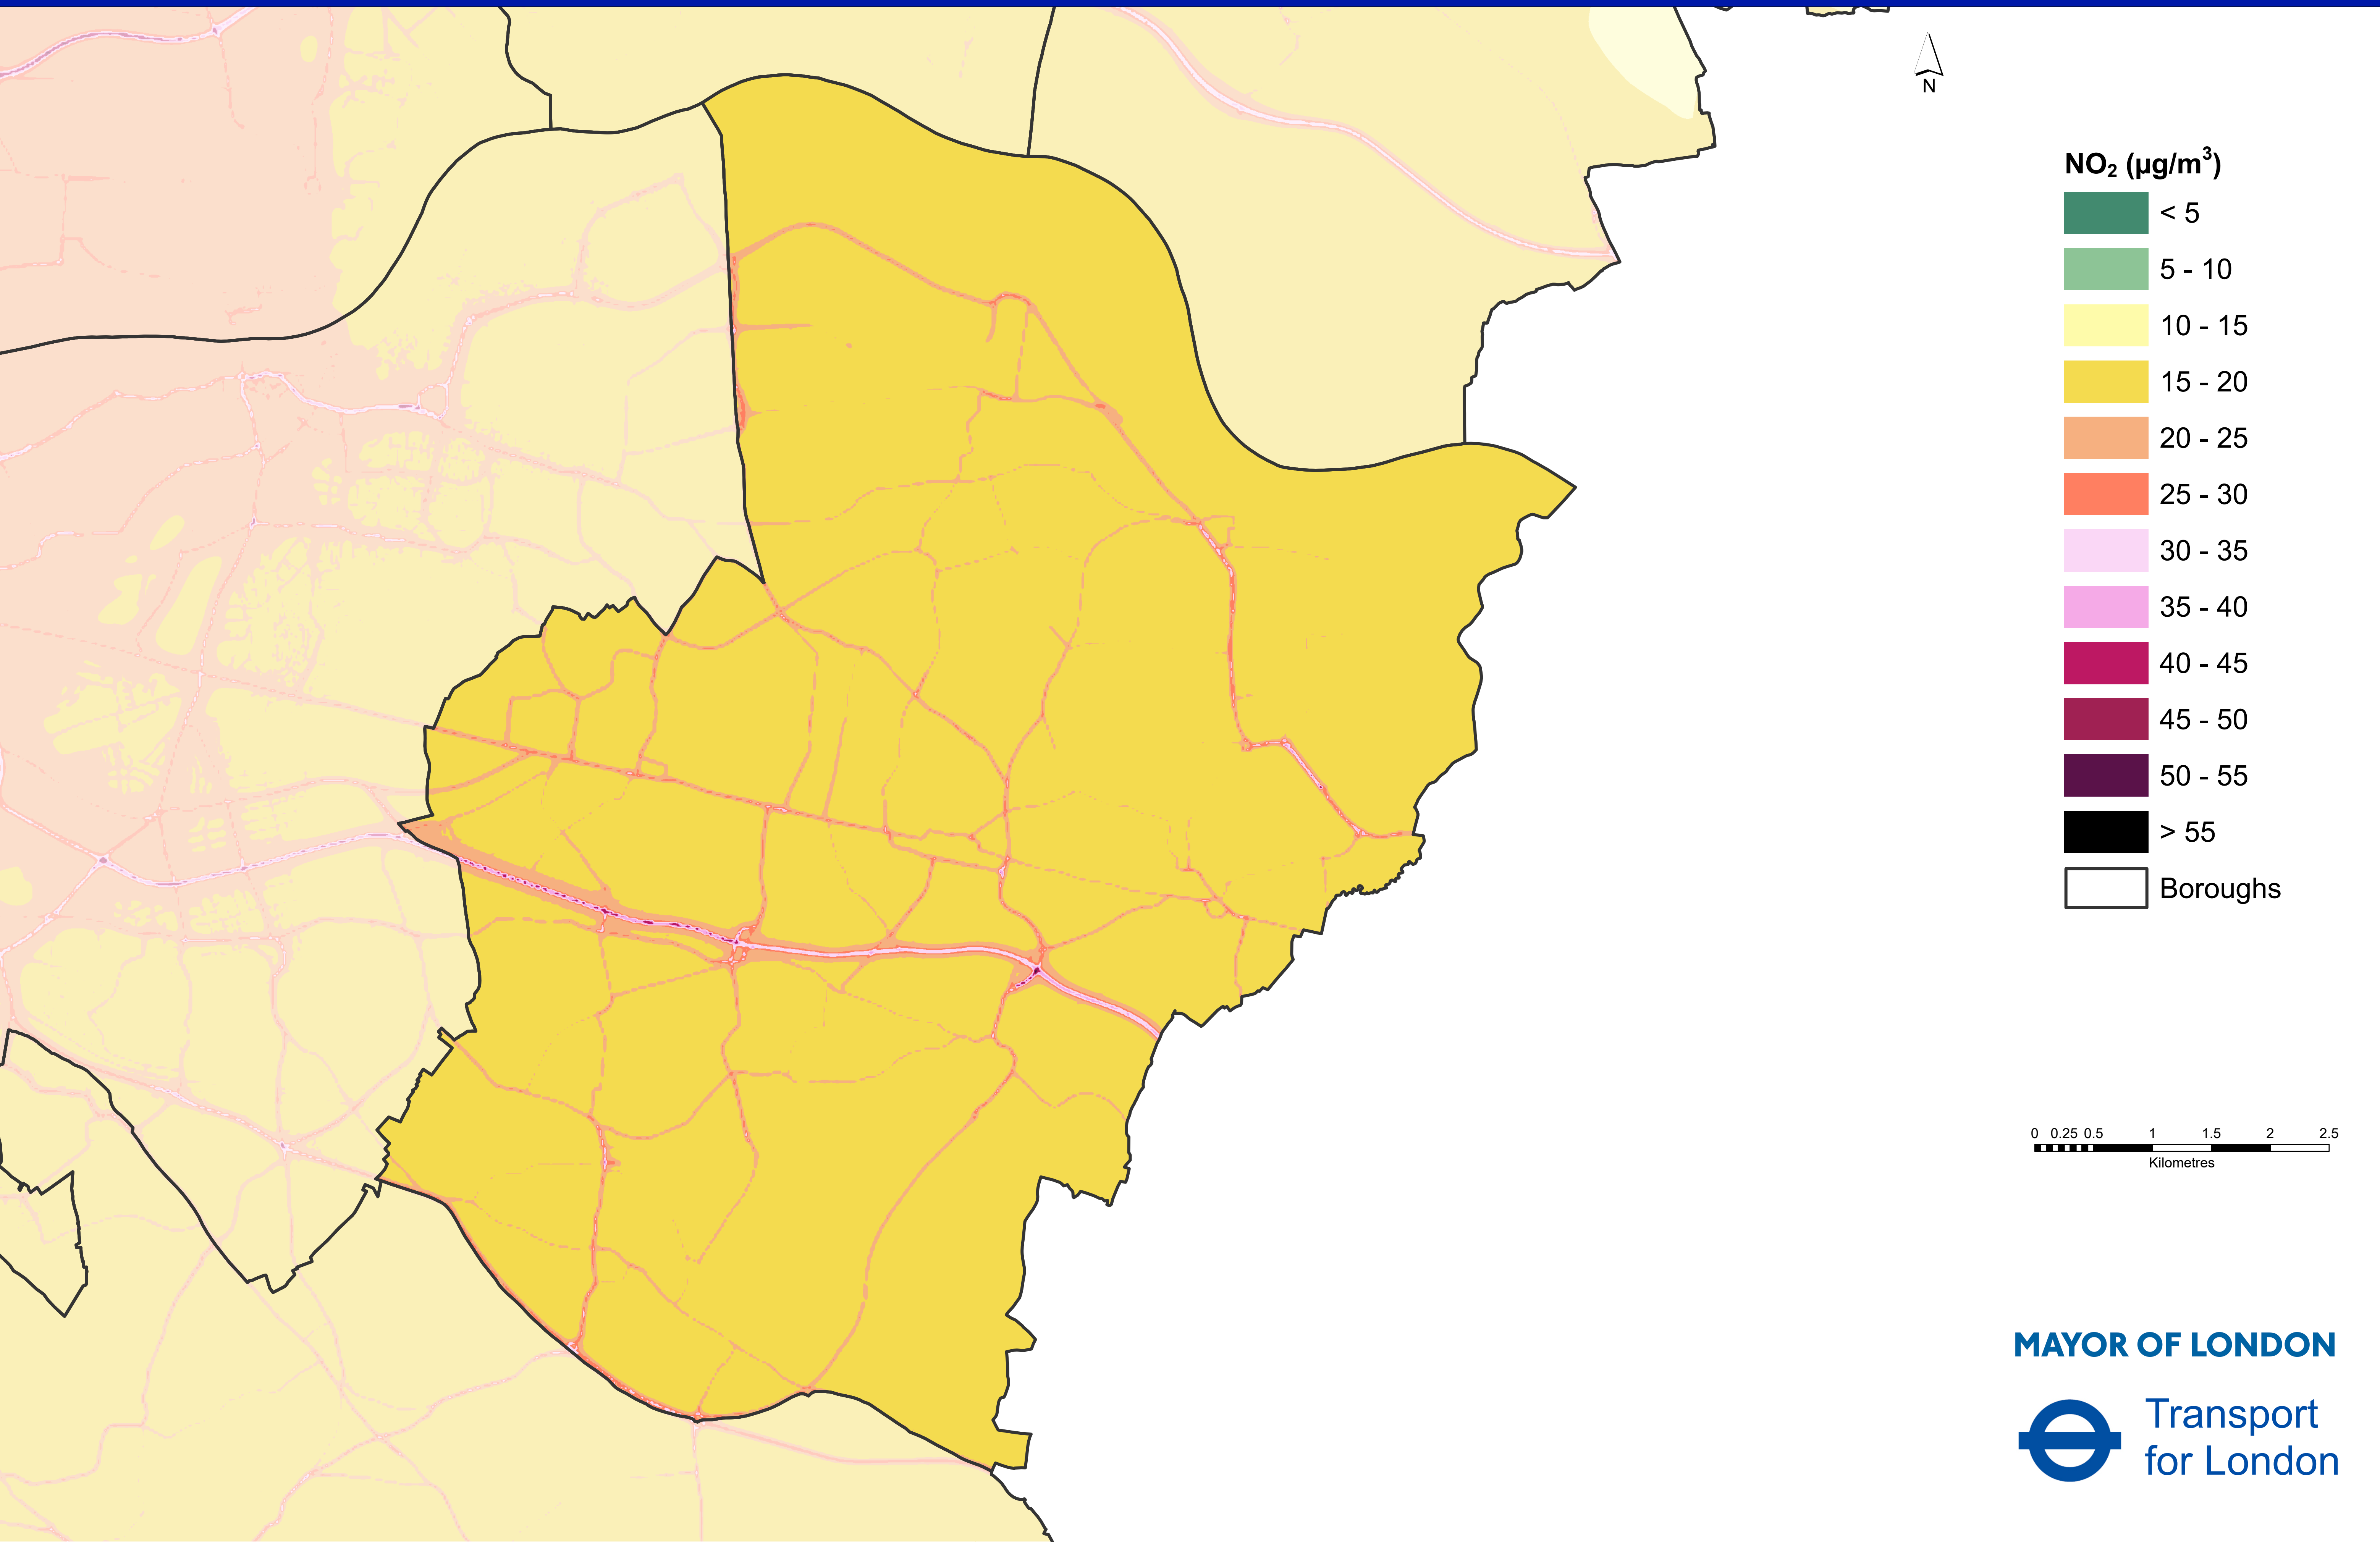 N
NO₂ (µg/m³)
< 5
5 - 10
10 - 15
15 - 20
20 - 25
25 - 30
30 - 35
35 - 40
40 - 45
45 - 50
50 - 55
> 55
Boroughs
0 0.25 0.5 1 1.5 2 2.5
Kilometres
MAYOR OF LONDON
Transport
for London